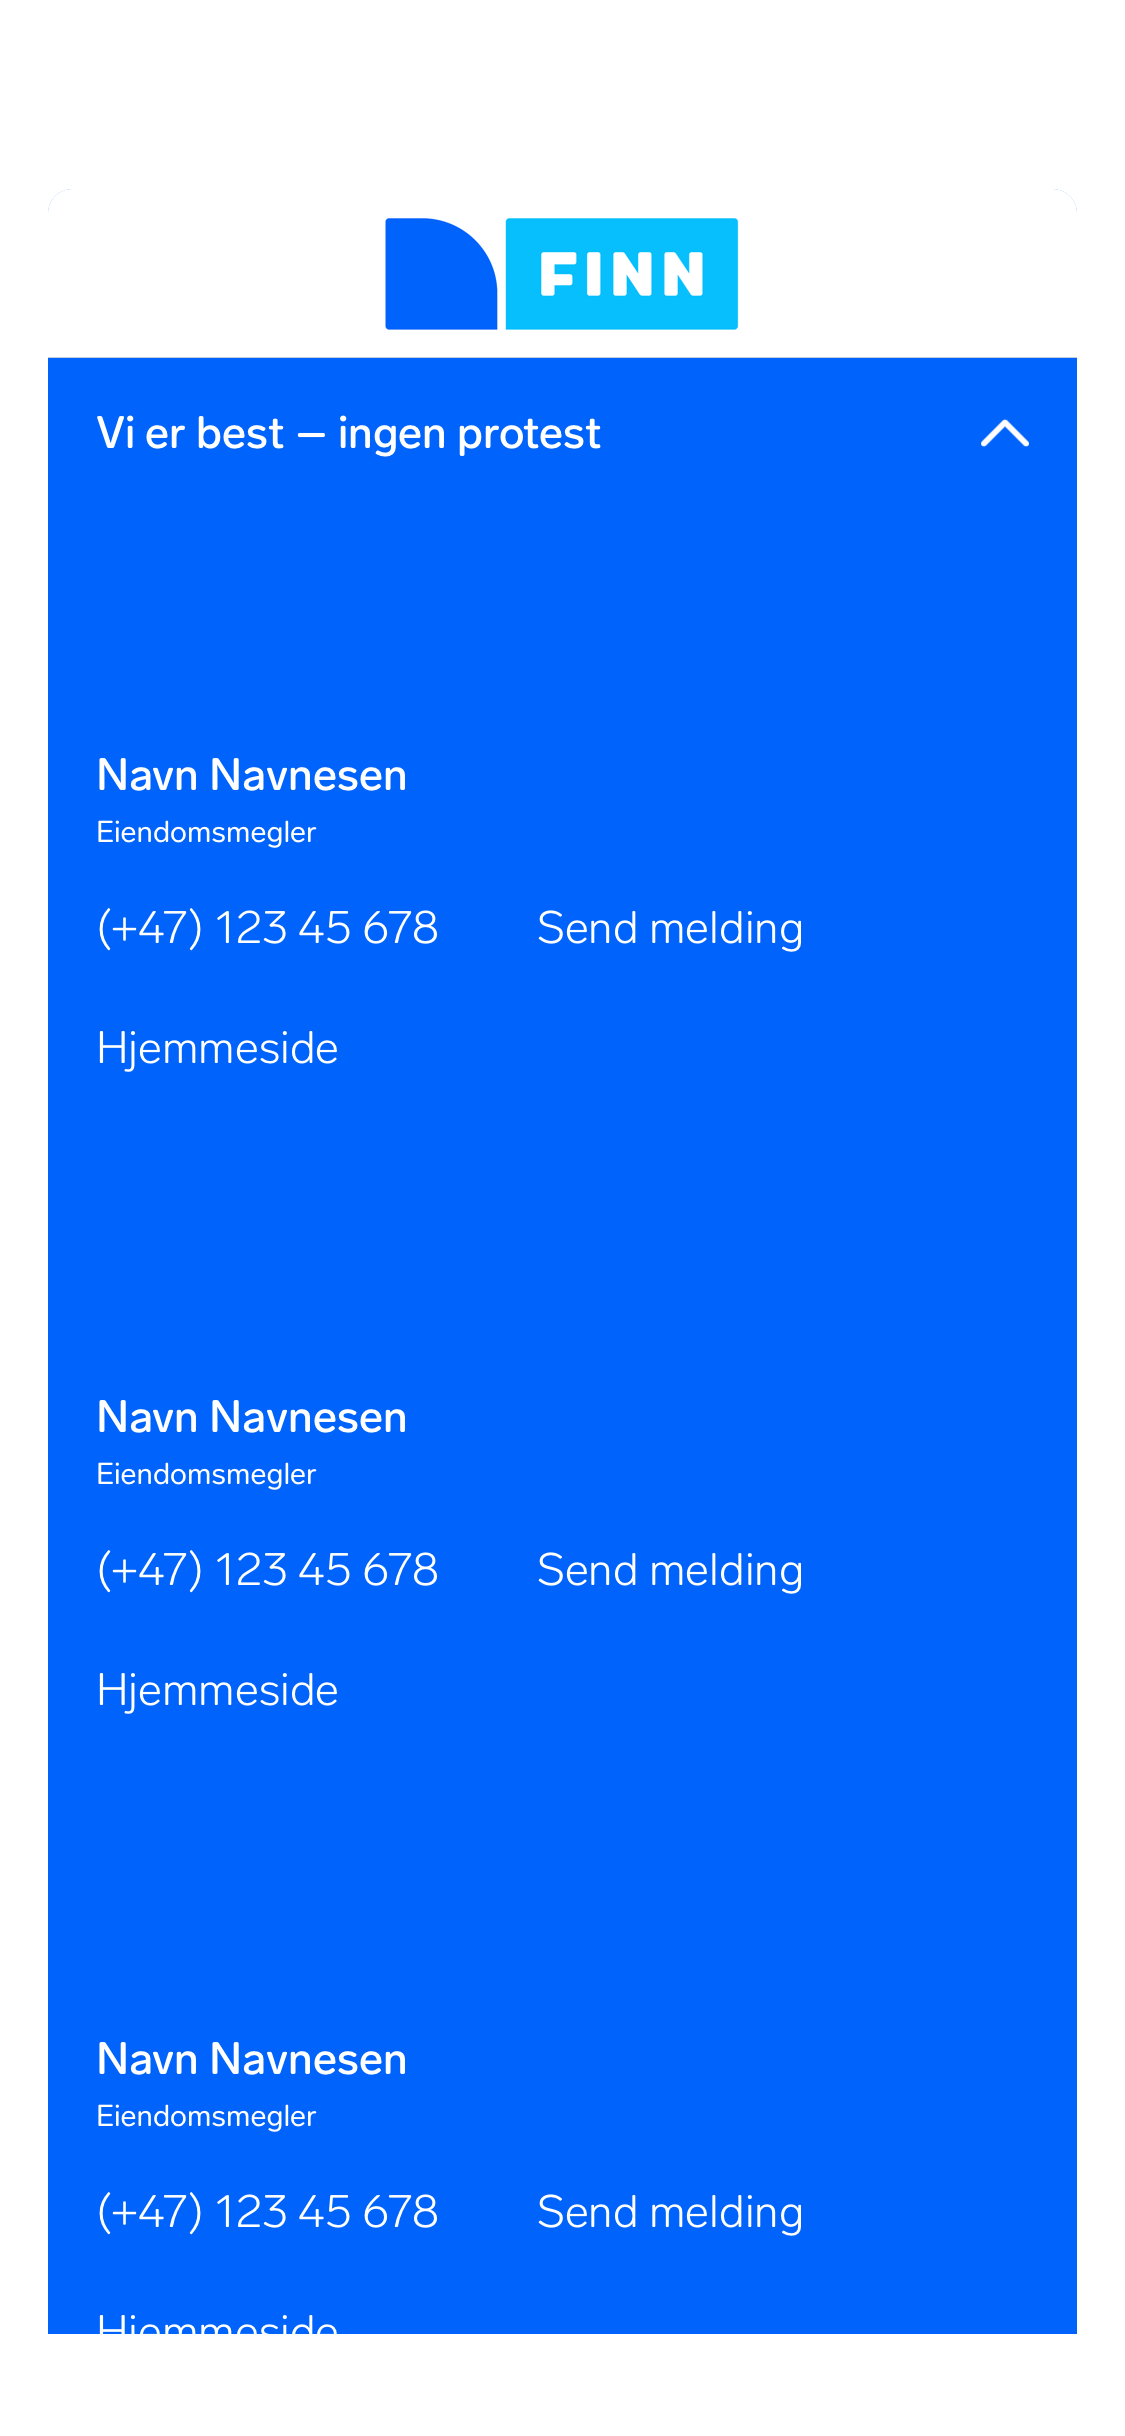 FINN
Vi er best – ingen protest
Navn Navnesen
Eiendomsmegler
(+47) 123 45 678 Send melding
Hjemmeside
Navn Navnesen
Eiendomsmegler
(+47) 123 45 678 Send melding
Hjemmeside
Navn Navnesen
Eiendomsmegler
(+47) 123 45 678 Send melding
Hjemmeside